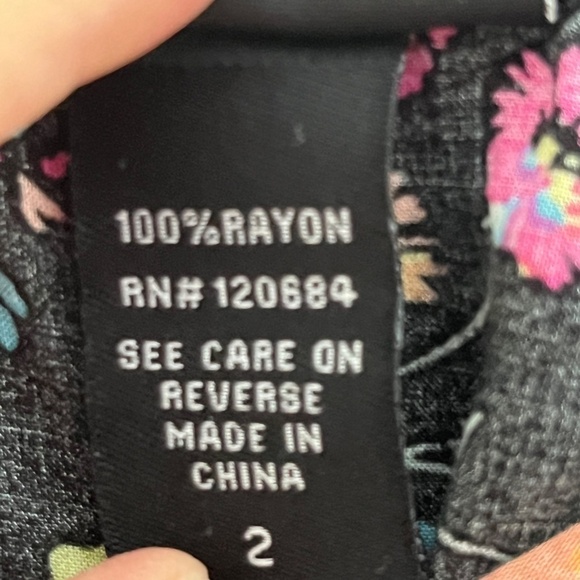 100%RAYON
RN# 120684
SEE CARE ON
REVERSE
MADE IN
CHINA
2